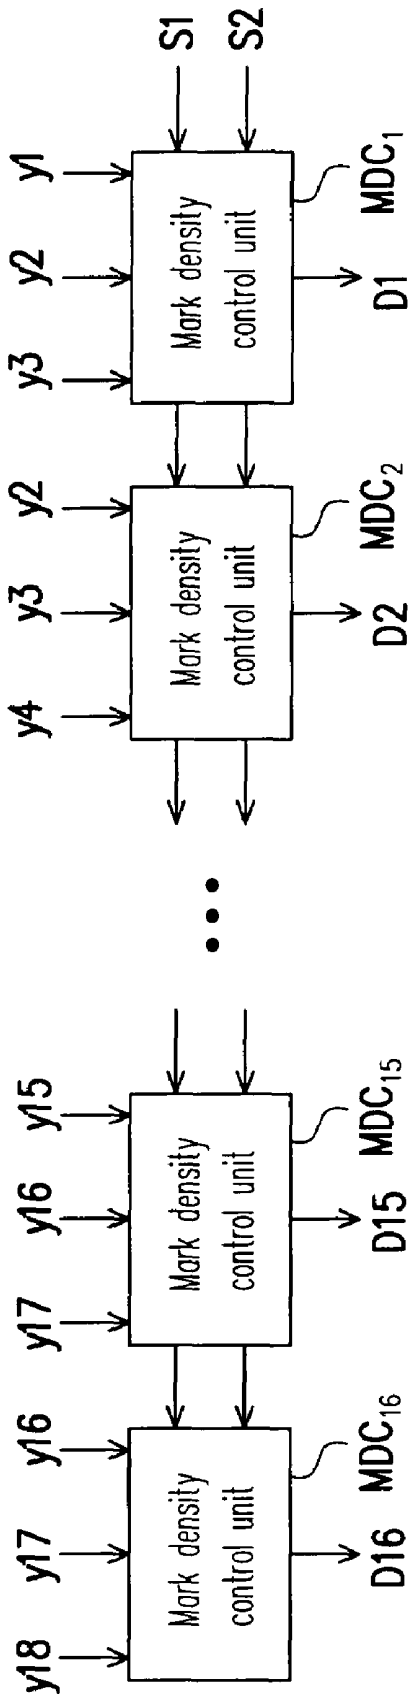 y18
y17
y16
y17
y16
y15
y4
y3
y2
y3
y2
y1
Mark density
control unit
Mark density
control unit
Mark density
control unit
Mark density
control unit
S1
S2
D16
MDC₁₆
D15
MDC₁₅
D2
MDC₂
D1
MDC₁